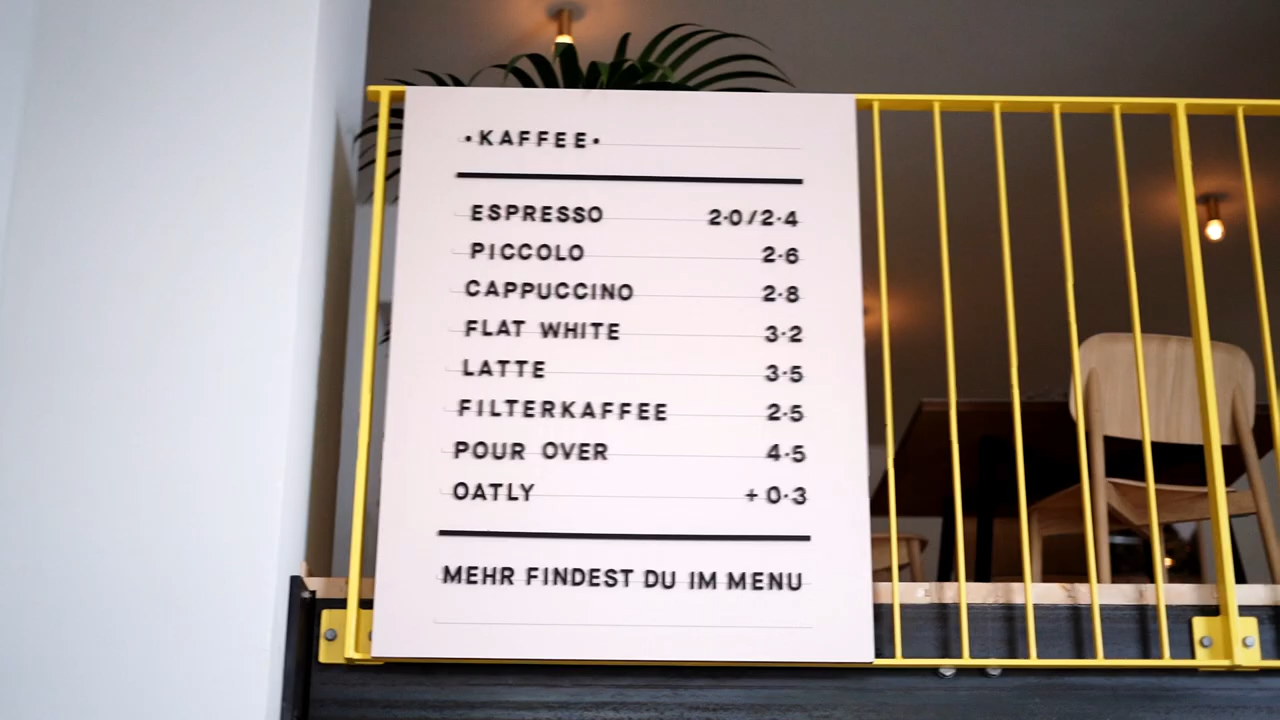 •KAFFEE•
ESPRESSO 2·0/2·4
PICCOLO 2·6
CAPPUCCINO 2·8
FLAT WHITE 3·2
LATTE 3·5
FILTERKAFFEE 2·5
POUR OVER 4·5
OATLY +0·3
MEHR FINDEST DU IM MENU